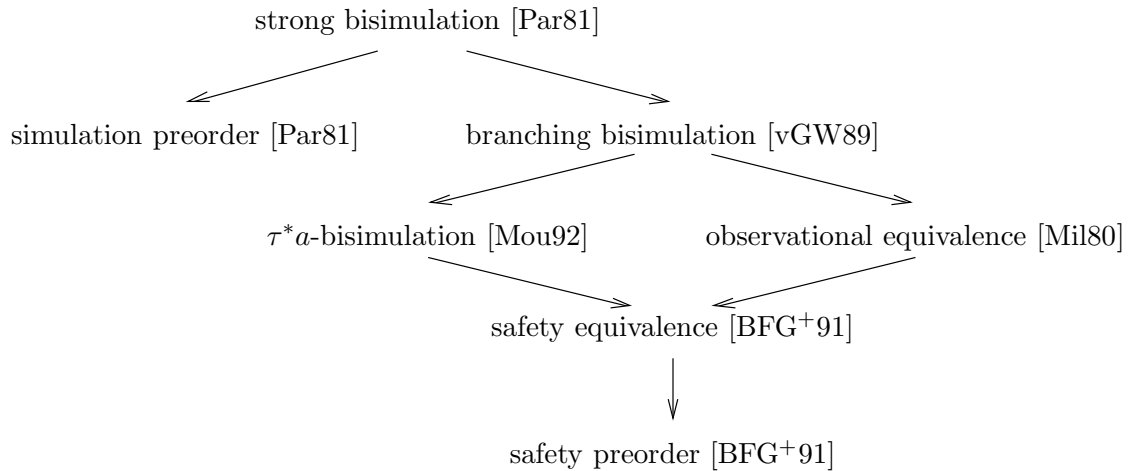 strong bisimulation [Par81]
simulation preorder [Par81]
branching bisimulation [vGW89]
τ*a-bisimulation [Mou92]
observational equivalence [Mil80]
safety equivalence [BFG⁺91]
safety preorder [BFG⁺91]